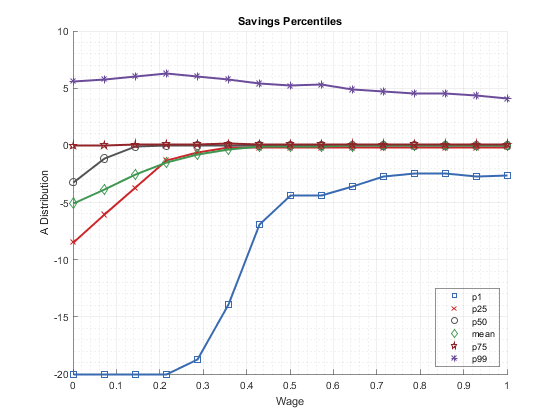 Savings Percentiles
10
5
0
-5
-10
-15
-20
A Distribution
0 0.1 0.2 0.3 0.4 0.5 0.6 0.7 0.8 0.9 1
Wage
p1
p25
p50
mean
p75
p99